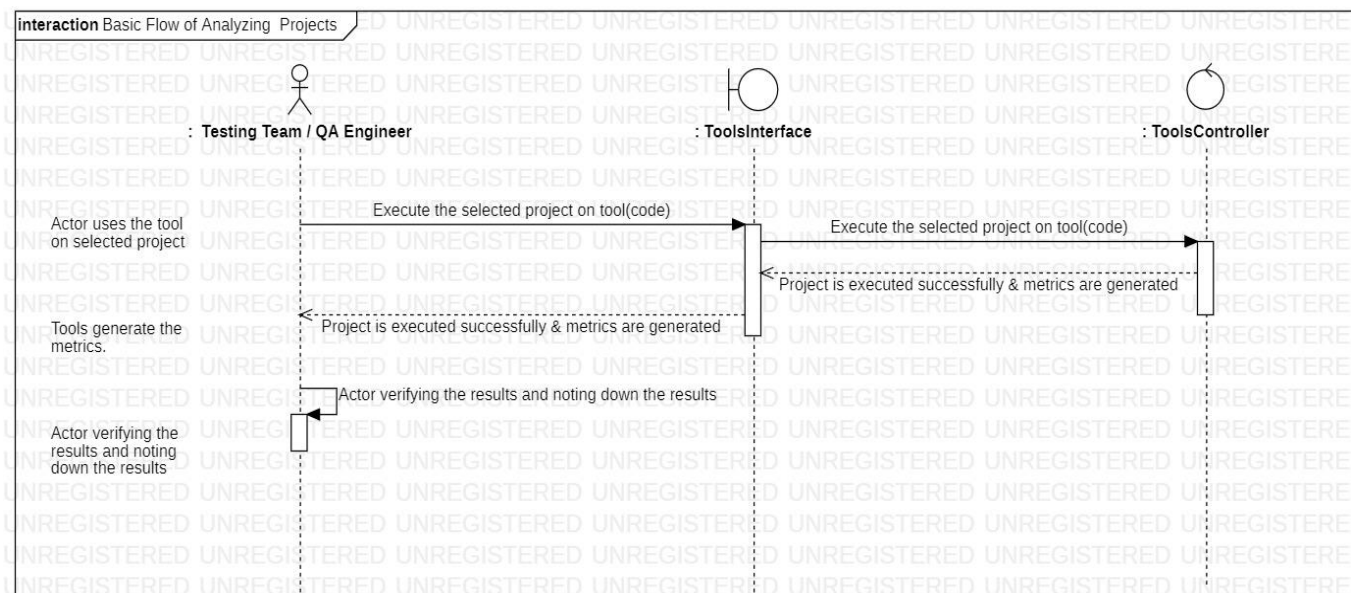 interaction Basic Flow of Analyzing Projects
: Testing Team / QA Engineer
: ToolsInterface
: ToolsController
Actor uses the tool
on selected project
Execute the selected project on tool(code)
Execute the selected project on tool(code)
Project is executed successfully & metrics are generated
Project is executed successfully & metrics are generated
Tools generate the
metrics.
Actor verifying the results and noting down the results
Actor verifying the
results and noting
down the results
UNREGISTERED